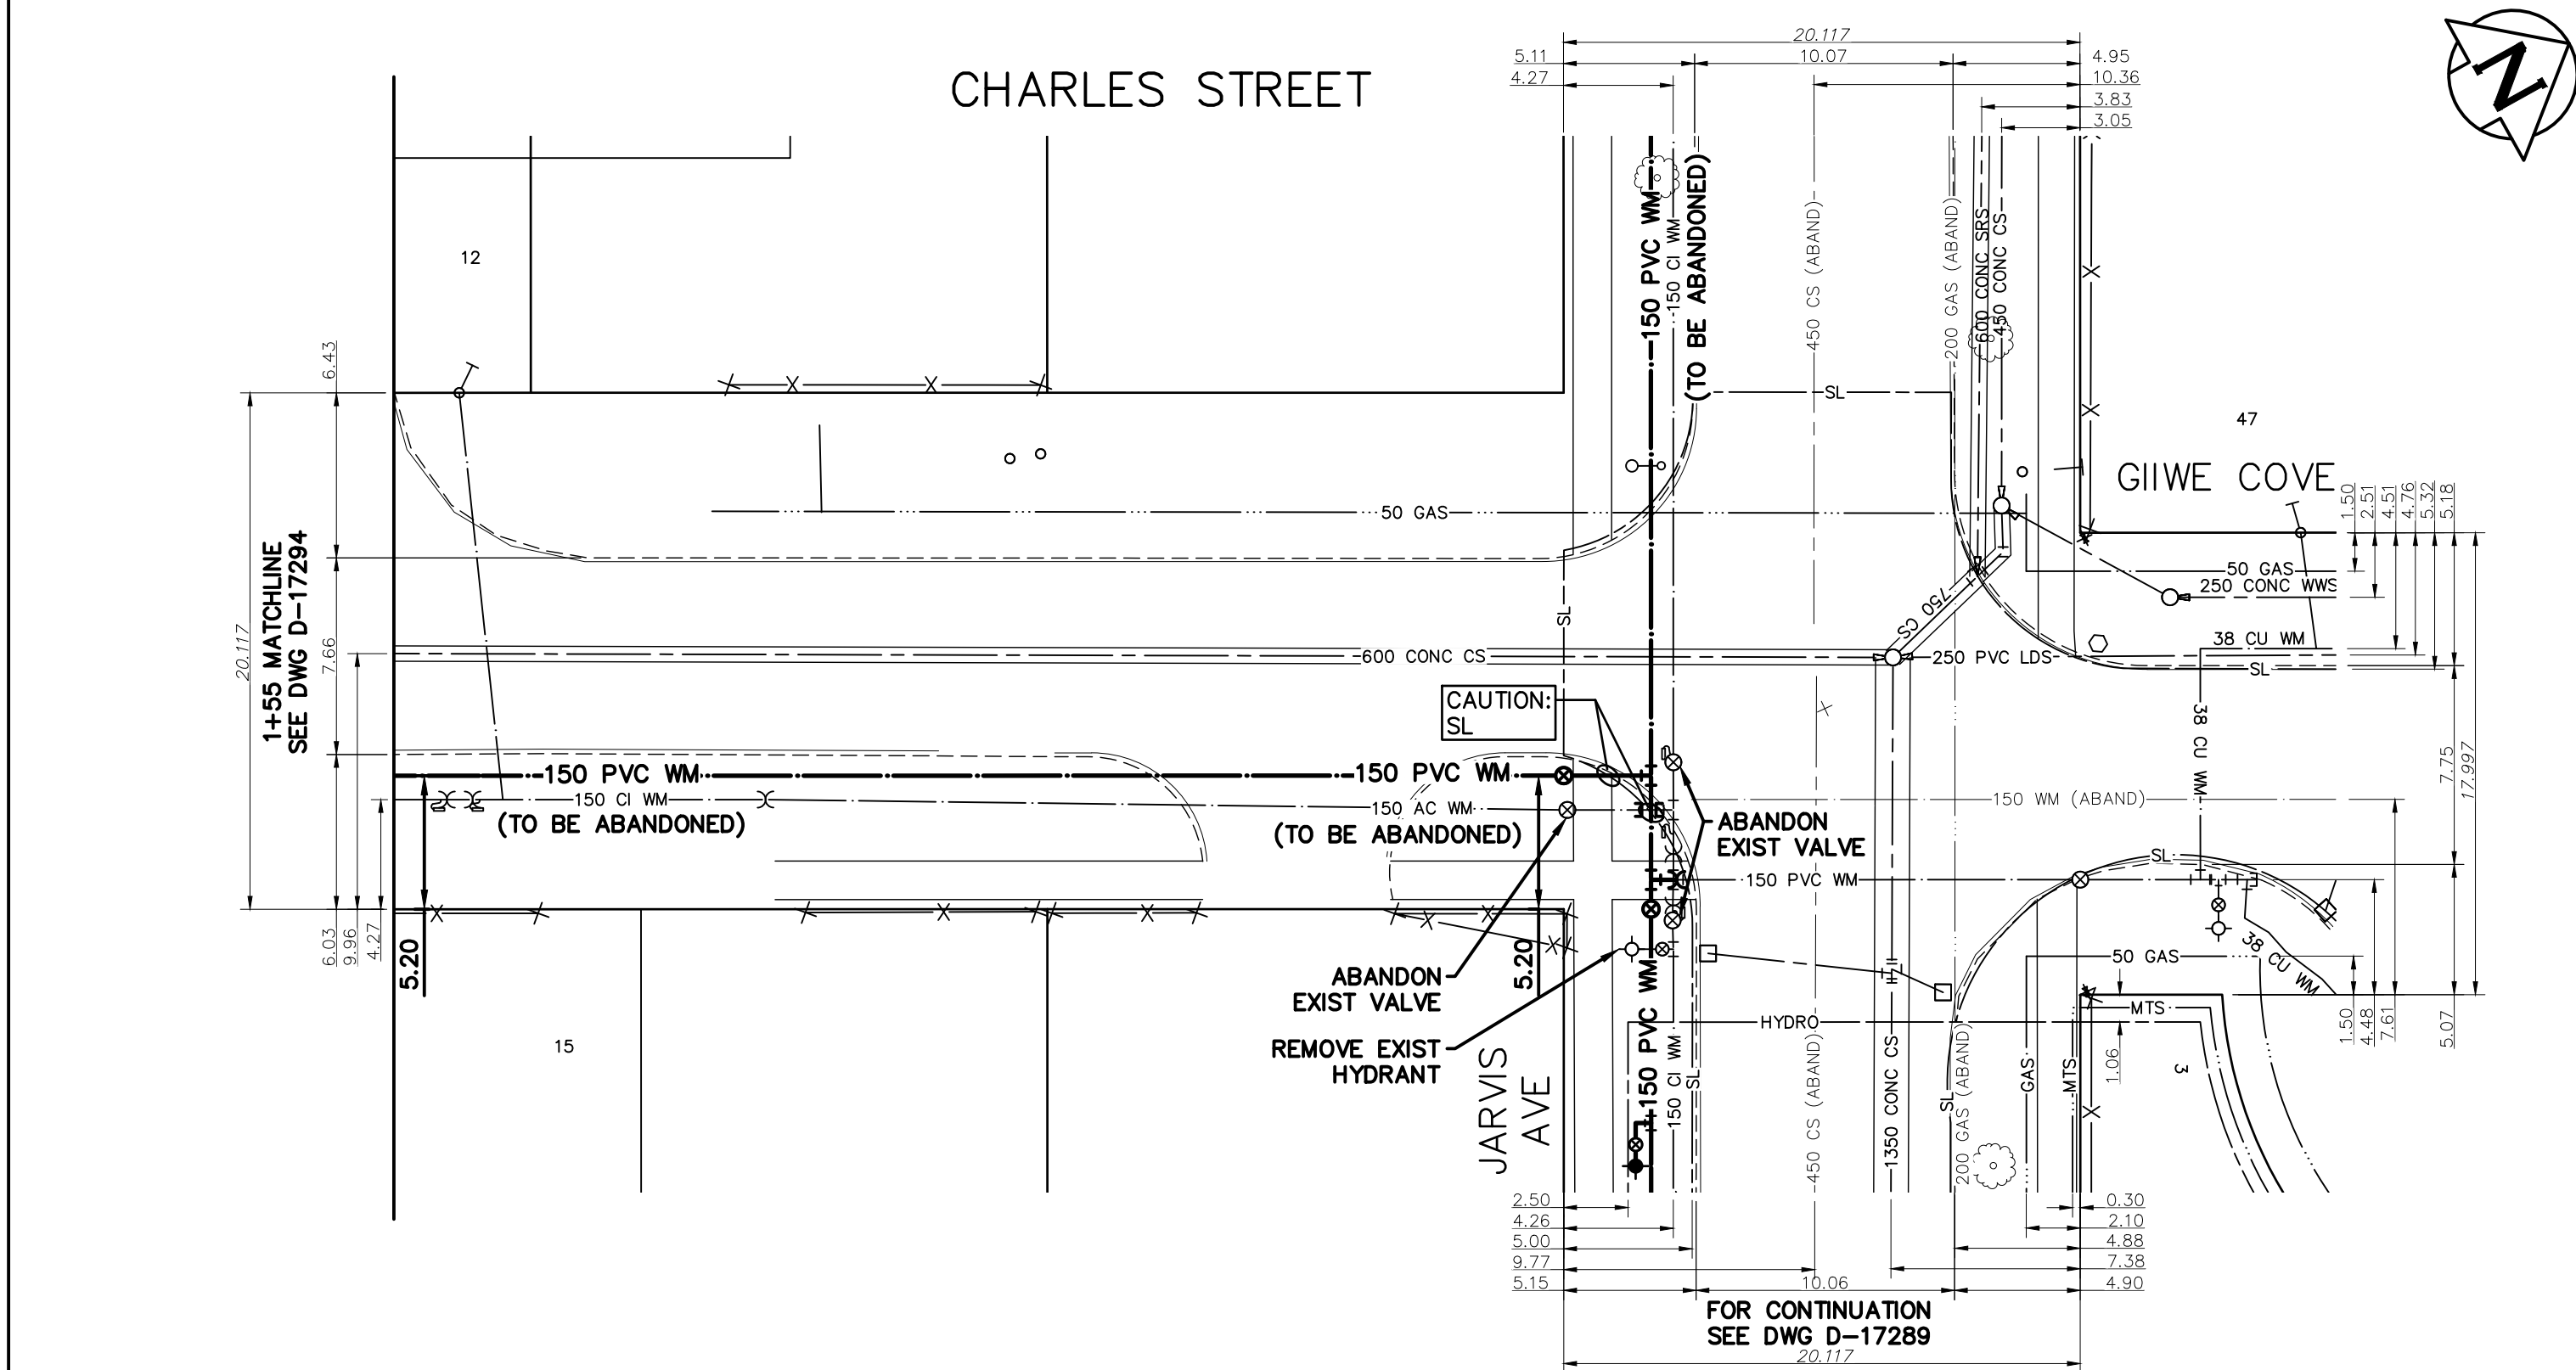 20.117
5.11
10.07
4.95
4.27
10.36
3.83
3.05
N
CHARLES STREET
12
47
GIIWE COVE
150 PVC WM
150 CI WM
(TO BE ABANDONED)
450 CS (ABAND)
200 GAS (ABAND)
600 CONC SRS
450 CONC CS
SL
6.43
20.117
7.66
1+55 MATCHLINE
SEE DWG D-17294
50 GAS
1.50
2.51
4.51
4.76
5.32
5.18
50 GAS
250 CONC WWS
750 CS
SL
38 CU WM
600 CONC CS
250 PVC LDS
SL
CAUTION:
SL
38 CU WM
7.75
17.997
150 PVC WM
150 PVC WM
150 CI WM
(TO BE ABANDONED)
150 AC WM
(TO BE ABANDONED)
150 WM (ABAND)
ABANDON
EXIST VALVE
150 PVC WM
SL
6.03
9.96
4.27
5.20
5.20
ABANDON
EXIST VALVE
REMOVE EXIST
HYDRANT
50 GAS
38 CU WM
MTS
HYDRO
15
JARVIS
AVE
150 PVC WM
150 CI WM
SL
450 CS (ABAND)
1350 CONC CS
SL
200 GAS (ABAND)
GAS
MTS
1.06
3
1.50
4.48
7.61
5.07
2.50
4.26
5.00
9.77
5.15
10.06
0.30
2.10
4.88
7.38
4.90
FOR CONTINUATION
SEE DWG D-17289
20.117